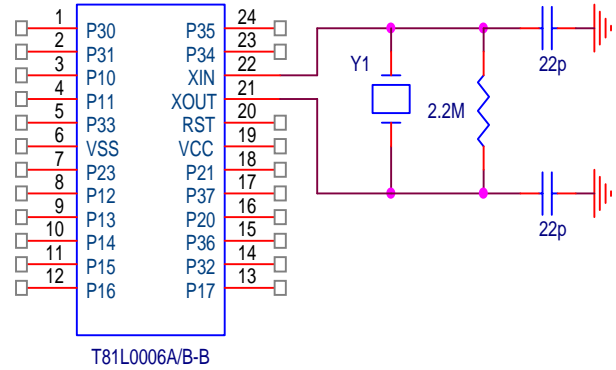 1 P30 P35 24
2 P31 P34 23
3 P10 XIN 22
4 P11 XOUT 21
5 P33 RST 20
6 VSS VCC 19
7 P23 P21 18
8 P12 P37 17
9 P13 P20 16
10 P14 P36 15
11 P15 P32 14
12 P16 P17 13
T81L0006A/B-B
Y1
2.2M
22p
22p